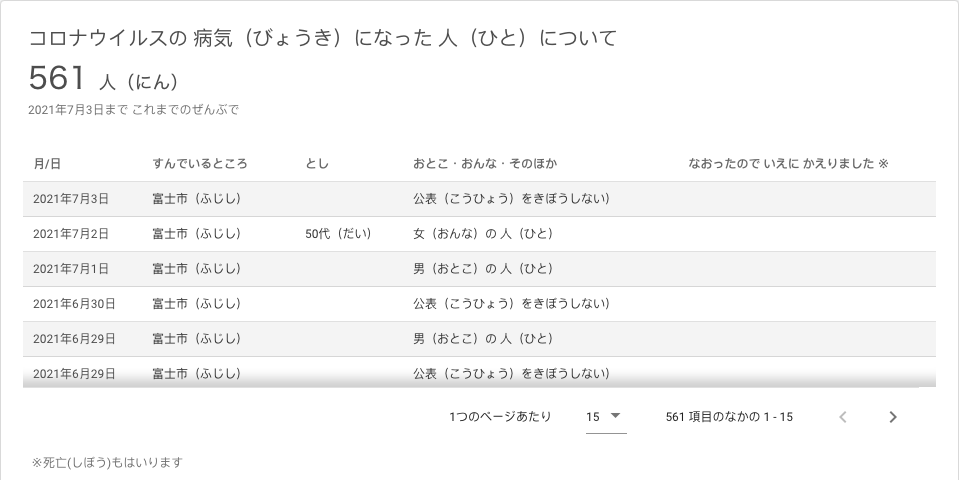 コロナウイルスの 病気（びょうき）になった 人（ひと）について
561 人（にん）
2021年7月3日まで これまでのぜんぶで
月/日 すんでいるところ とし おとこ・おんな・そのほか なおったので いえに かえりました ※
2021年7月3日 富士市（ふじし） 公表（こうひょう）をきぼうしない）
2021年7月2日 富士市（ふじし） 50代（だい） 女（おんな）の 人（ひと）
2021年7月1日 富士市（ふじし） 男（おとこ）の 人（ひと）
2021年6月30日 富士市（ふじし） 公表（こうひょう）をきぼうしない）
2021年6月29日 富士市（ふじし） 男（おとこ）の 人（ひと）
2021年6月29日 富士市（ふじし） 公表（こうひょう）をきぼうしない）
1つのページあたり 15 561 項目のなかの 1 - 15
※死亡(しぼう)もはいります